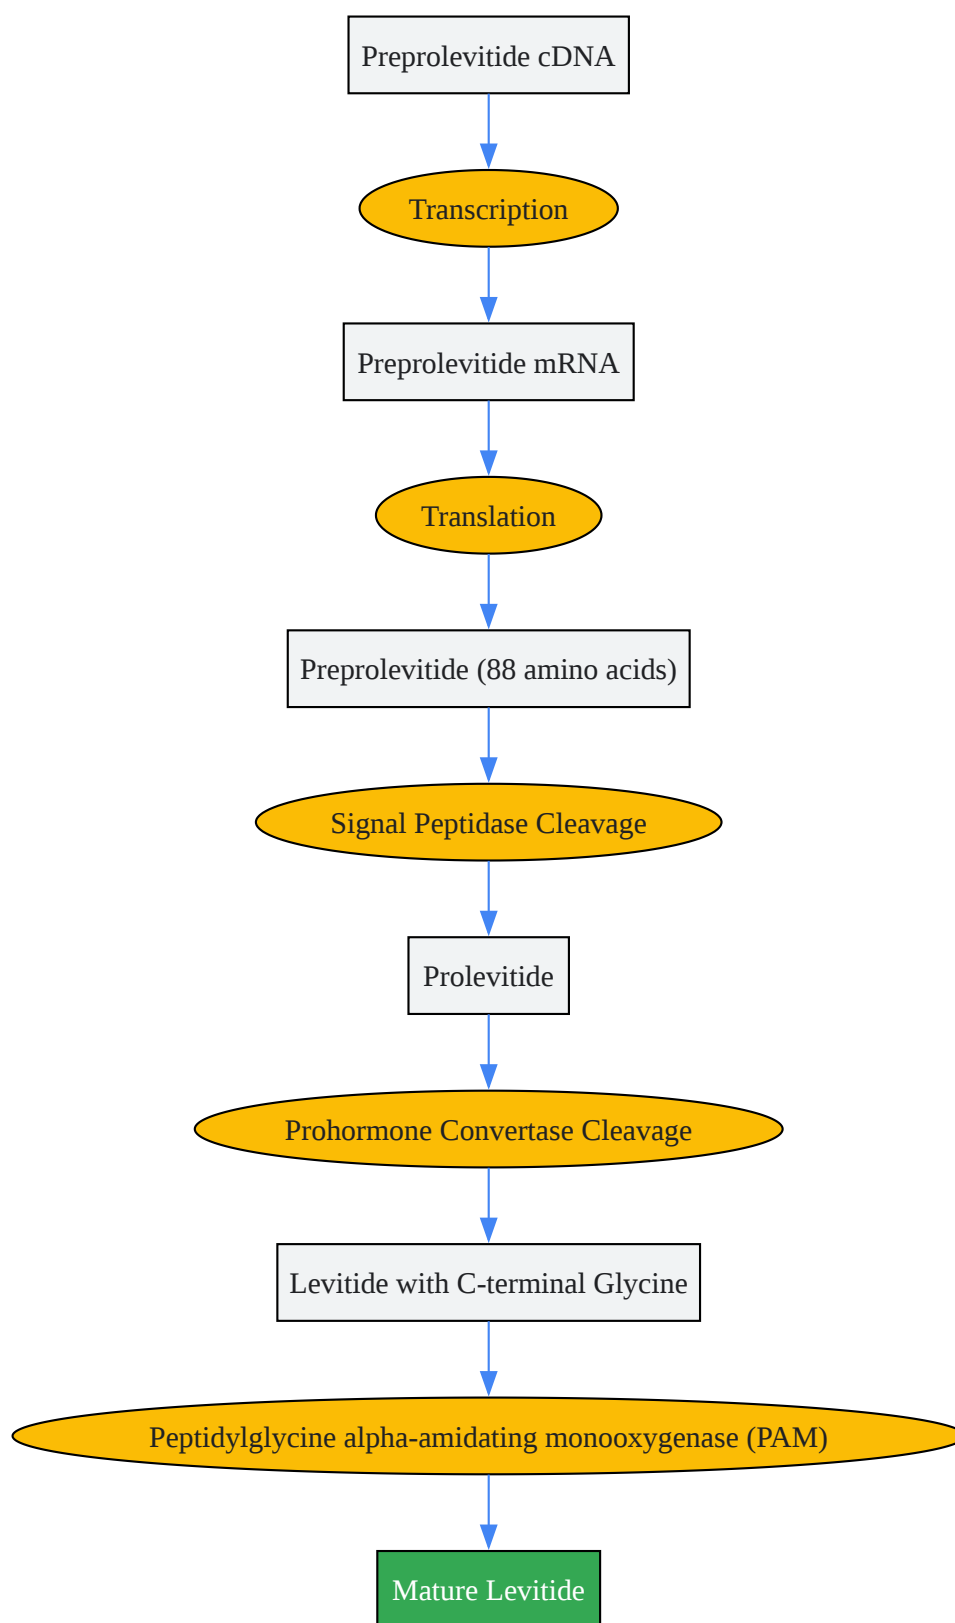 Preprolevitide cDNA
Transcription
Preprolevitide mRNA
Translation
Preprolevitide (88 amino acids)
Signal Peptidase Cleavage
Prolevitide
Prohormone Convertase Cleavage
Levitide with C-terminal Glycine
Peptidylglycine alpha-amidating monooxygenase (PAM)
Mature Levitide